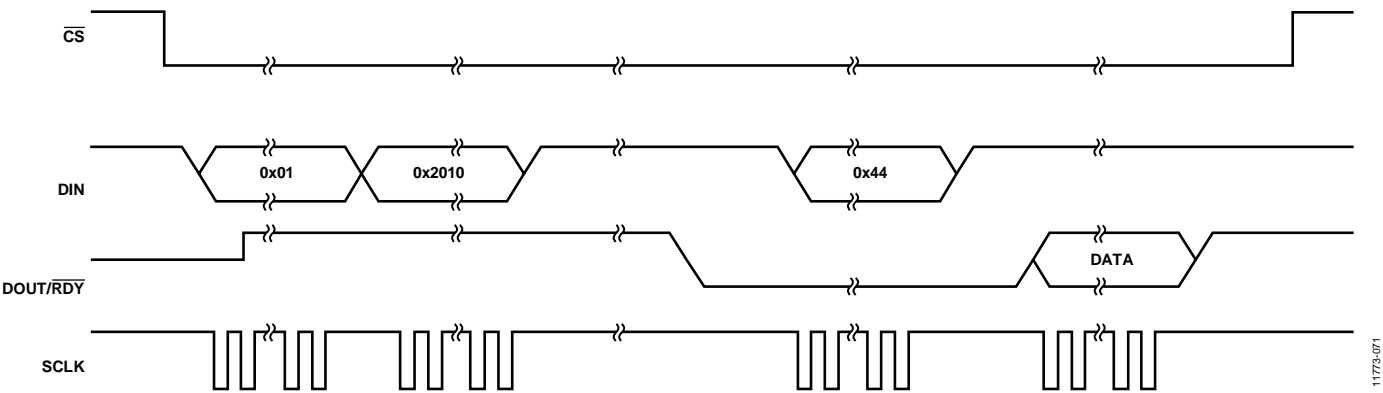 CS
DIN
0x01
0x2010
0x44
DOUT/RDY
DATA
SCLK
11773-071